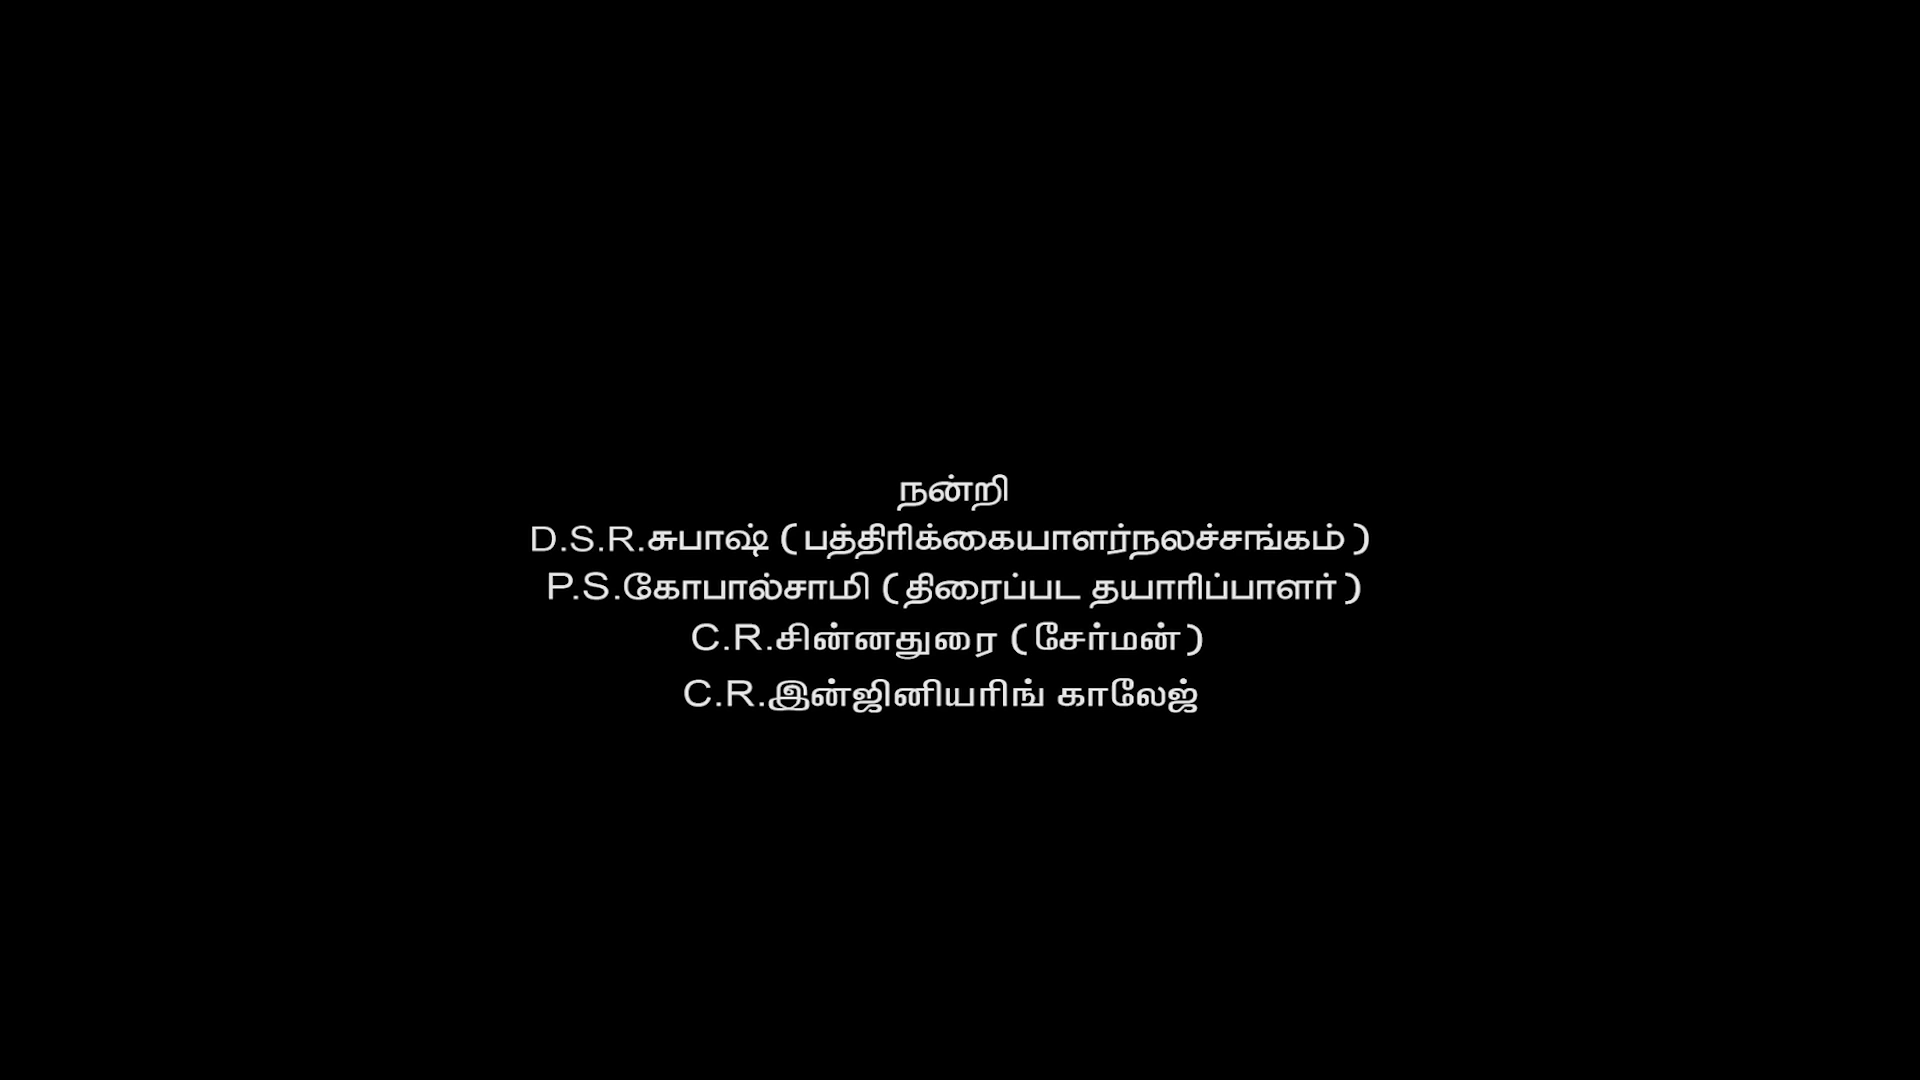 நன்றி
D.S.R.சுபாஷ் ( பத்திரிக்கையாளர்நலச்சங்கம் )
P.S.கோபால்சாமி ( திரைப்பட தயாரிப்பாளர் )
C.R.சின்னதுரை ( சேர்மன் )
C.R.இன்ஜினியரிங் காலேஜ்